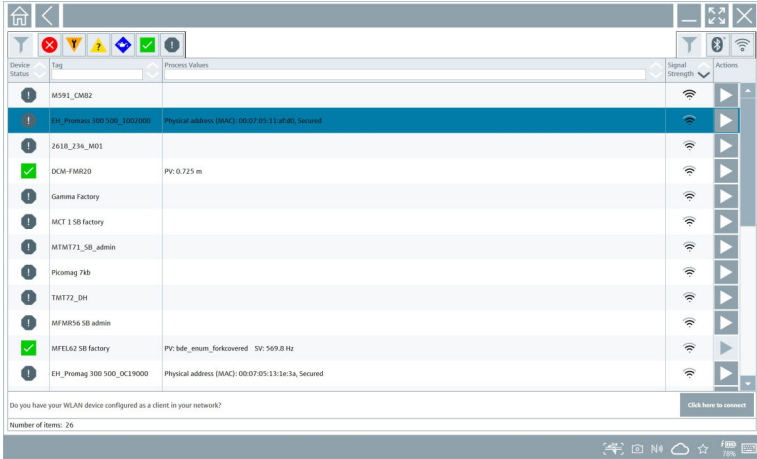 Device Status Tag Process Values Signal Strength Actions
M591_CM82
EH_Promass 300 500_1002000 Physical address (MAC): 00:07:05:11:af:d0, Secured
2618_234_M01
DCM-FMR20 PV: 0.725 m
Gamma Factory
MCT 1 SB factory
MTMT71_SB_admin
Picomag 7kb
TMT72_DH
MFMR56 SB admin
MFEL62 SB factory PV: bde_enum_forkcovered SV: 569.8 Hz
EH_Promag 300 500_0C19000 Physical address (MAC): 00:07:05:13:1e:3a, Secured
Do you have your WLAN device configured as a client in your network? Click here to connect
Number of items: 26
78%